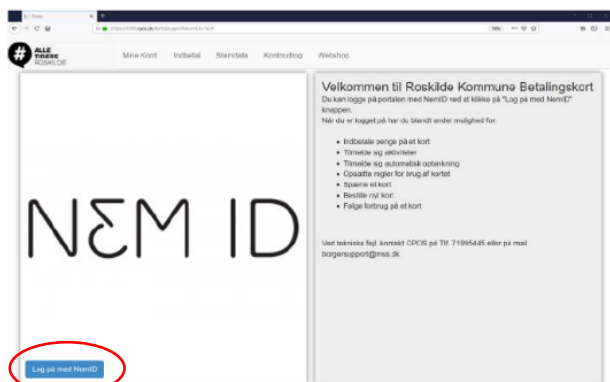 ALLE
TIDERS
ROSKILDE
Mine Kort Indbetal Stamdata Kontoudtog Webshop
Velkommen til Roskilde Kommune Betalingskort
Du kan logge på portalen med NemID ved at klikke på "Log på med NemID"
knappen.
Når du er logget på har du blandt andet mulighed for.
Indbetale penge på et kort
Tilmelde sig aktiviteter
Tilmelde sig automatisk optankning
Opsætte regler for brug af kortet
Spærre et kort
Bestille nyt kort
Følge forbrug på et kort
NEM ID
Ved tekniske fejl, kontakt CPOS på Tlf. 71995445 eller på mail
borgersupport@mss.dk
Log på med NemID